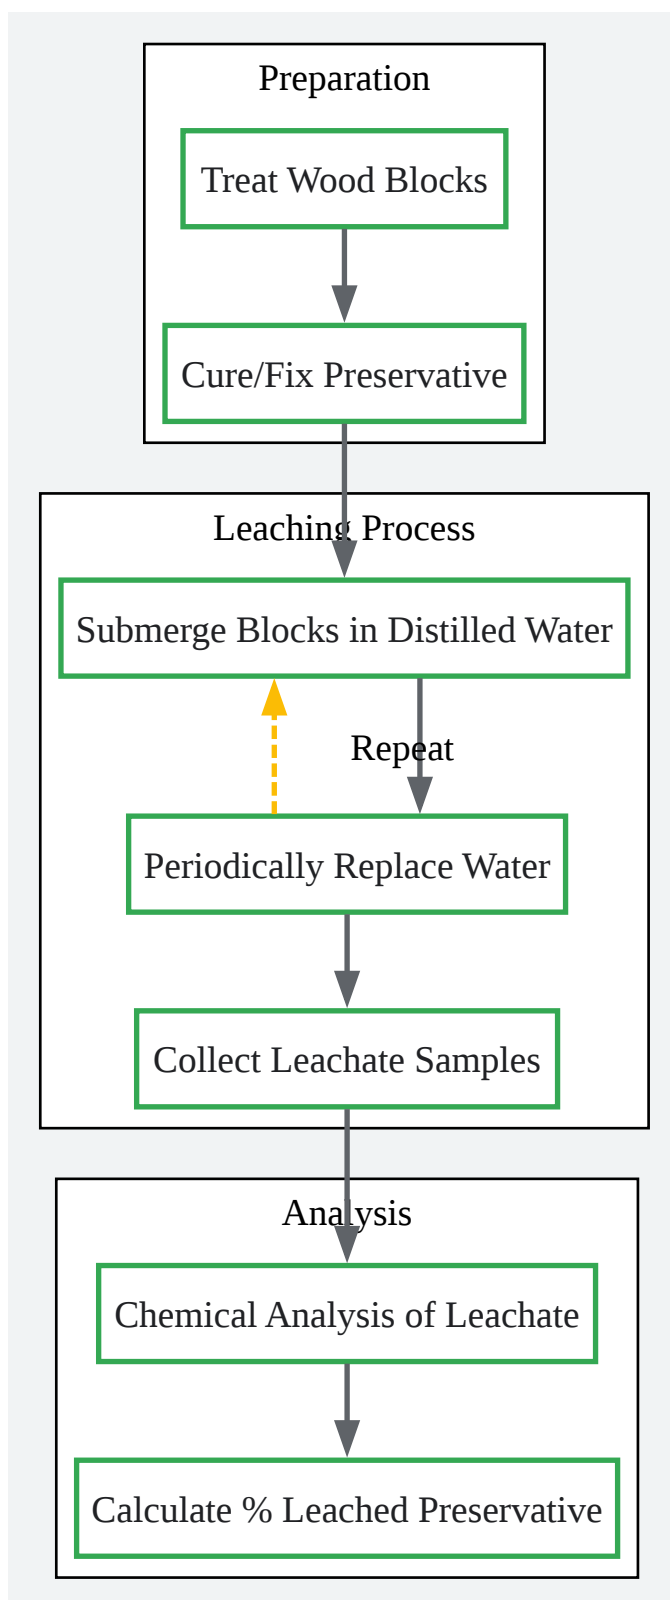 Preparation
Treat Wood Blocks
Cure/Fix Preservative
Leaching Process
Submerge Blocks in Distilled Water
Repeat
Periodically Replace Water
Collect Leachate Samples
Analysis
Chemical Analysis of Leachate
Calculate % Leached Preservative